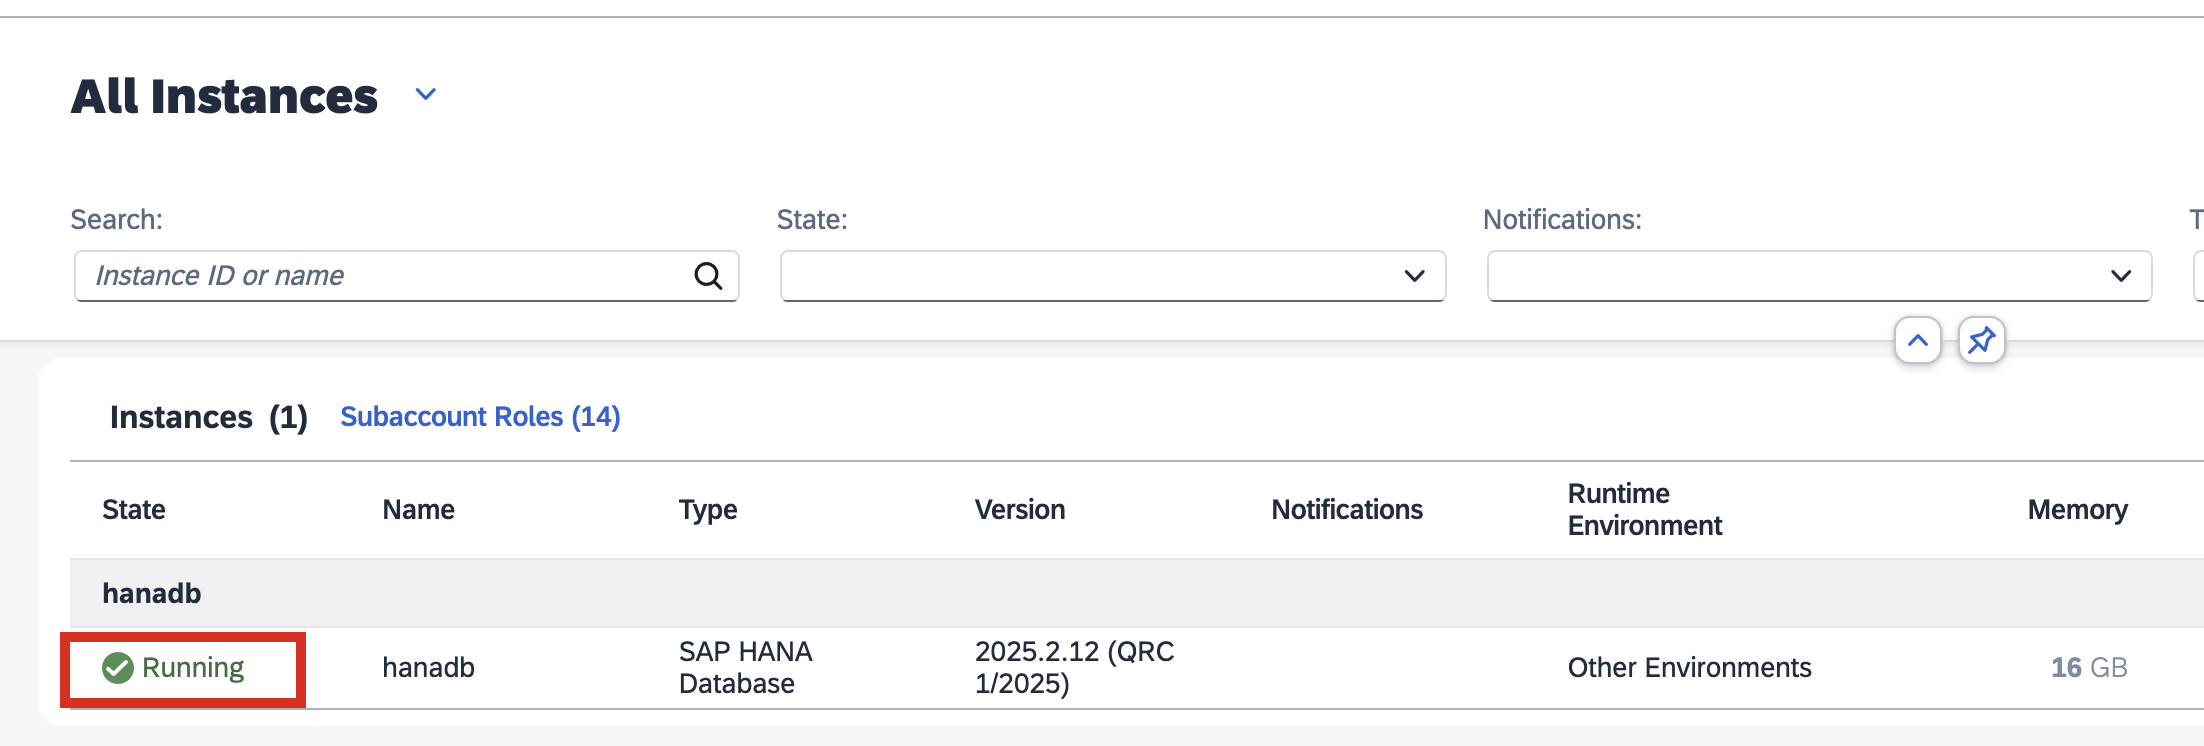 All Instances
Search:
State:
Notifications:
Instance ID or name
Instances (1) Subaccount Roles (14)
State
Name
Type
Version
Notifications
Runtime
Environment
Memory
hanadb
Running
hanadb
SAP HANA
Database
2025.2.12 (QRC
1/2025)
Other Environments
16 GB